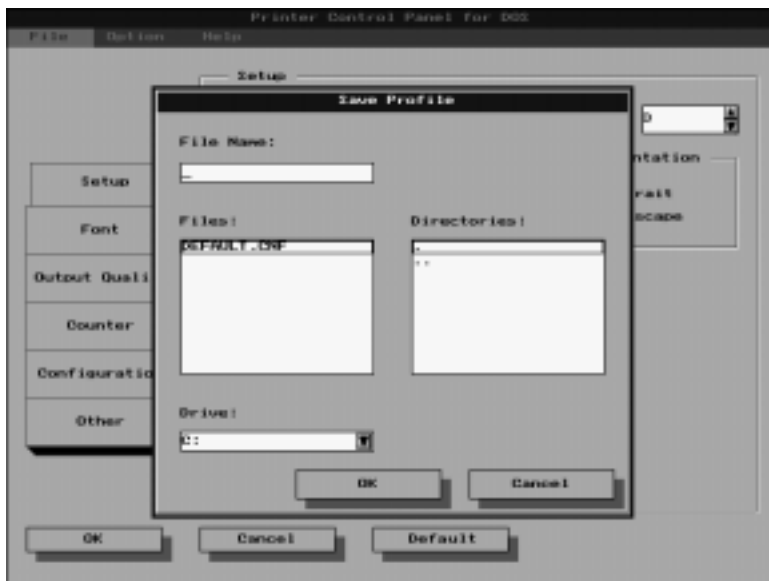 Printer Control Panel for DOS
File Option Help
Setup
Save Profile
File Name:
_
D
ntation
rait
scape
Setup
Font
Output Quali
Counter
Configuratio
Other
Files:
DEFAULT.CNF
Directories:
.
..
Drive:
C:
OK Cancel
OK Cancel Default